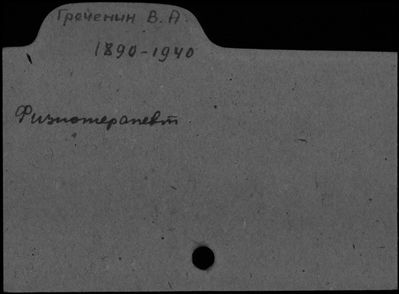 Греченин В. А.
1890-1940
Физиотерапевт